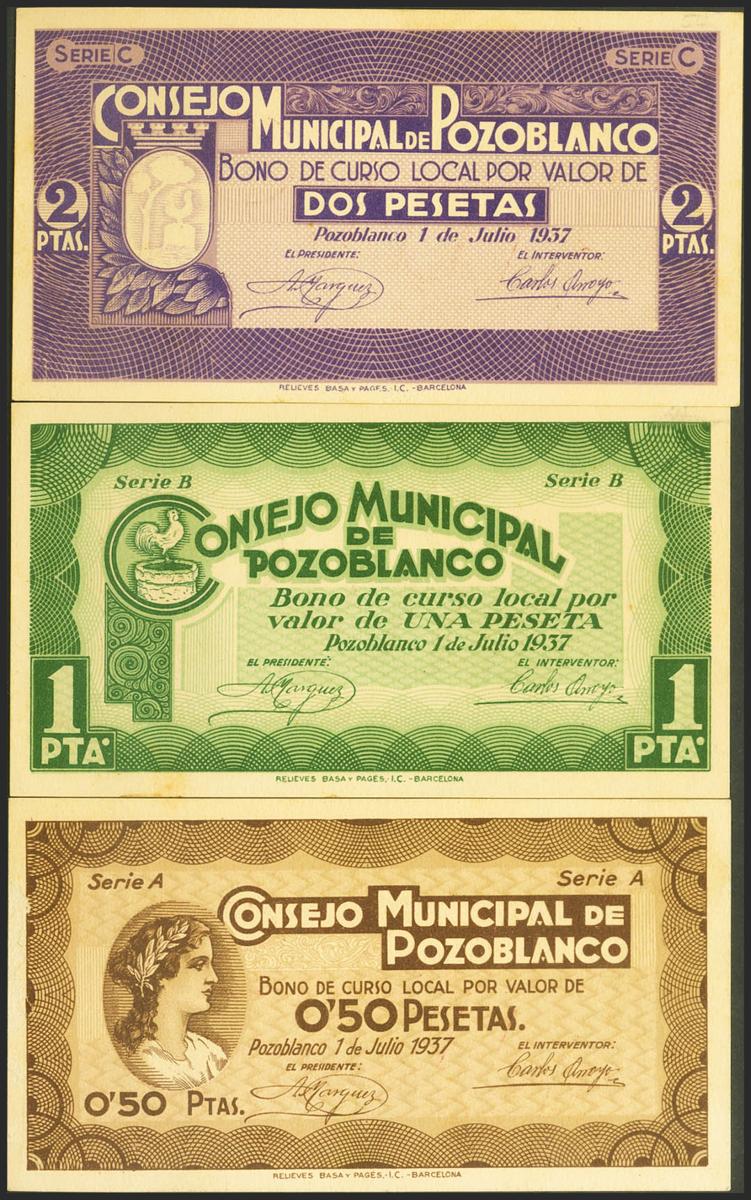 SERIE C SERIE C
CONSEJO MUNICIPAL DE POZOBLANCO
BONO DE CURSO LOCAL POR VALOR DE
2 PTAS. DOS PESETAS 2 PTAS.
Pozoblanco 1 de Julio 1937
EL PRESIDENTE: EL INTERVENTOR:
A. Marquez Carlos Arroyo
RELIEVES BASA Y PAGES, I.C. - BARCELONA
Serie B Serie B
CONSEJO MUNICIPAL
DE
POZOBLANCO
Bono de curso local por
valor de UNA PESETA
Pozoblanco 1 de Julio 1937
EL PRESIDENTE: EL INTERVENTOR:
A. Marquez Carlos Arroyo
1 PTA. 1 PTA.
RELIEVES BASA Y PAGES, I.C. - BARCELONA
Serie A Serie A
CONSEJO MUNICIPAL DE
POZOBLANCO
BONO DE CURSO LOCAL POR VALOR DE
0'50 PESETAS.
Pozoblanco 1 de Julio 1937
EL PRESIDENTE: EL INTERVENTOR:
A. Marquez Carlos Arroyo
0'50 PTAS.
RELIEVES BASA Y PAGES, I.C. - BARCELONA